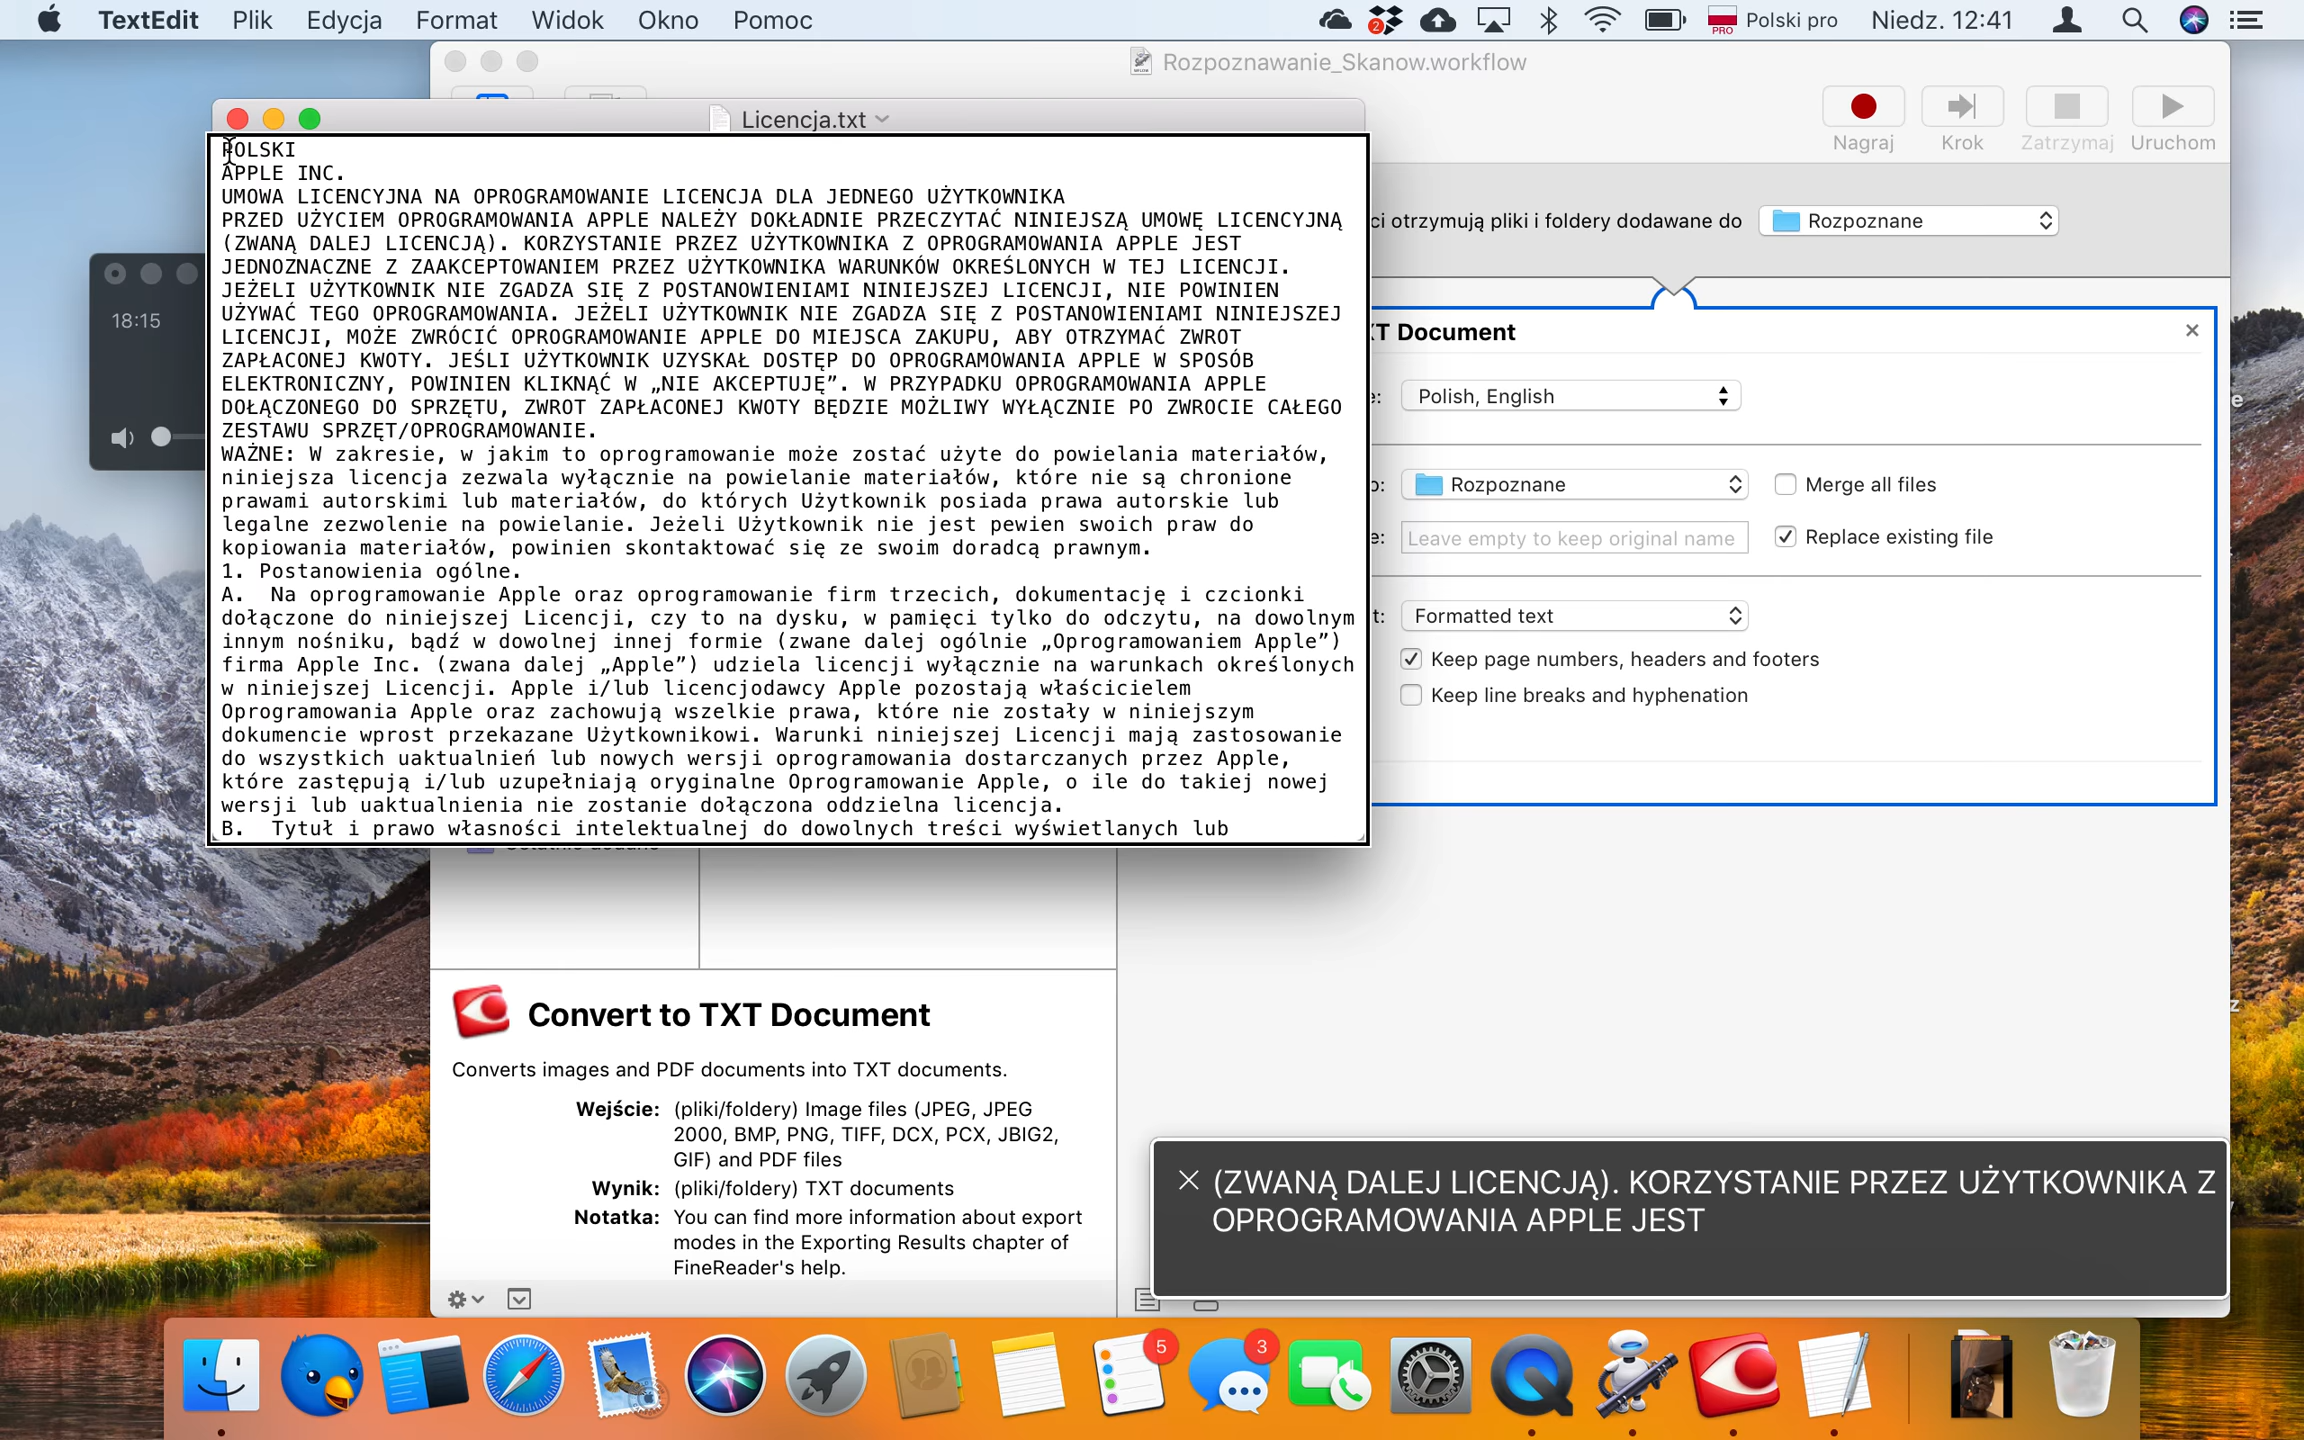 TextEdit Plik Edycja Format Widok Okno Pomoc 2 PRO Polski pro Niedz. 12:41
Rozpoznawanie_Skanow.workflow
Nagraj Krok Zatrzymaj Uruchom
Licencja.txt
POLSKI
APPLE INC.
UMOWA LICENCYJNA NA OPROGRAMOWANIE LICENCJA DLA JEDNEGO UŻYTKOWNIKA
PRZED UŻYCIEM OPROGRAMOWANIA APPLE NALEŻY DOKŁADNIE PRZECZYTAĆ NINIEJSZĄ UMOWĘ LICENCYJNĄ
(ZWANĄ DALEJ LICENCJĄ). KORZYSTANIE PRZEZ UŻYTKOWNIKA Z OPROGRAMOWANIA APPLE JEST
JEDNOZNACZNE Z ZAAKCEPTOWANIEM PRZEZ UŻYTKOWNIKA WARUNKÓW OKREŚLONYCH W TEJ LICENCJI.
JEŻELI UŻYTKOWNIK NIE ZGADZA SIĘ Z POSTANOWIENIAMI NINIEJSZEJ LICENCJI, NIE POWINIEN
UŻYWAĆ TEGO OPROGRAMOWANIA. JEŻELI UŻYTKOWNIK NIE ZGADZA SIĘ Z POSTANOWIENIAMI NINIEJSZEJ
LICENCJI, MOŻE ZWRÓCIĆ OPROGRAMOWANIE APPLE DO MIEJSCA ZAKUPU, ABY OTRZYMAĆ ZWROT
ZAPŁACONEJ KWOTY. JEŚLI UŻYTKOWNIK UZYSKAŁ DOSTĘP DO OPROGRAMOWANIA APPLE W SPOSÓB
ELEKTRONICZNY, POWINIEN KLIKNĄĆ W „NIE AKCEPTUJĘ”. W PRZYPADKU OPROGRAMOWANIA APPLE
DOŁĄCZONEGO DO SPRZĘTU, ZWROT ZAPŁACONEJ KWOTY BĘDZIE MOŻLIWY WYŁĄCZNIE PO ZWROCIE CAŁEGO
ZESTAWU SPRZĘT/OPROGRAMOWANIE.
WAŻNE: W zakresie, w jakim to oprogramowanie może zostać użyte do powielania materiałów,
niniejsza licencja zezwala wyłącznie na powielanie materiałów, które nie są chronione
prawami autorskimi lub materiałów, do których Użytkownik posiada prawa autorskie lub
legalne zezwolenie na powielanie. Jeżeli Użytkownik nie jest pewien swoich praw do
kopiowania materiałów, powinien skontaktować się ze swoim doradcą prawnym.
1. Postanowienia ogólne.
A. Na oprogramowanie Apple oraz oprogramowanie firm trzecich, dokumentację i czcionki
dołączone do niniejszej Licencji, czy to na dysku, w pamięci tylko do odczytu, na dowolnym
innym nośniku, bądź w dowolnej innej formie (zwane dalej ogólnie „Oprogramowaniem Apple”)
firma Apple Inc. (zwana dalej „Apple”) udziela licencji wyłącznie na warunkach określonych
w niniejszej Licencji. Apple i/lub licencjodawcy Apple pozostają właścicielem
Oprogramowania Apple oraz zachowują wszelkie prawa, które nie zostały w niniejszym
dokumencie wprost przekazane Użytkownikowi. Warunki niniejszej Licencji mają zastosowanie
do wszystkich uaktualnień lub nowych wersji oprogramowania dostarczanych przez Apple,
które zastępują i/lub uzupełniają oryginalne Oprogramowanie Apple, o ile do takiej nowej
wersji lub uaktualnienia nie zostanie dołączona oddzielna licencja.
B. Tytuł i prawo własności intelektualnej do dowolnych treści wyświetlanych lub
18:15
ci otrzymują pliki i foldery dodawane do Rozpoznane
XT Document
e: Polish, English
o: Rozpoznane Merge all files
e: Leave empty to keep original name Replace existing file
t: Formatted text
Keep page numbers, headers and footers
Keep line breaks and hyphenation
Convert to TXT Document
Converts images and PDF documents into TXT documents.
Wejście: (pliki/foldery) Image files (JPEG, JPEG
2000, BMP, PNG, TIFF, DCX, PCX, JBIG2,
GIF) and PDF files
Wynik: (pliki/foldery) TXT documents
Notatka: You can find more information about export
modes in the Exporting Results chapter of
FineReader's help.
(ZWANĄ DALEJ LICENCJĄ). KORZYSTANIE PRZEZ UŻYTKOWNIKA Z
OPROGRAMOWANIA APPLE JEST
5 3